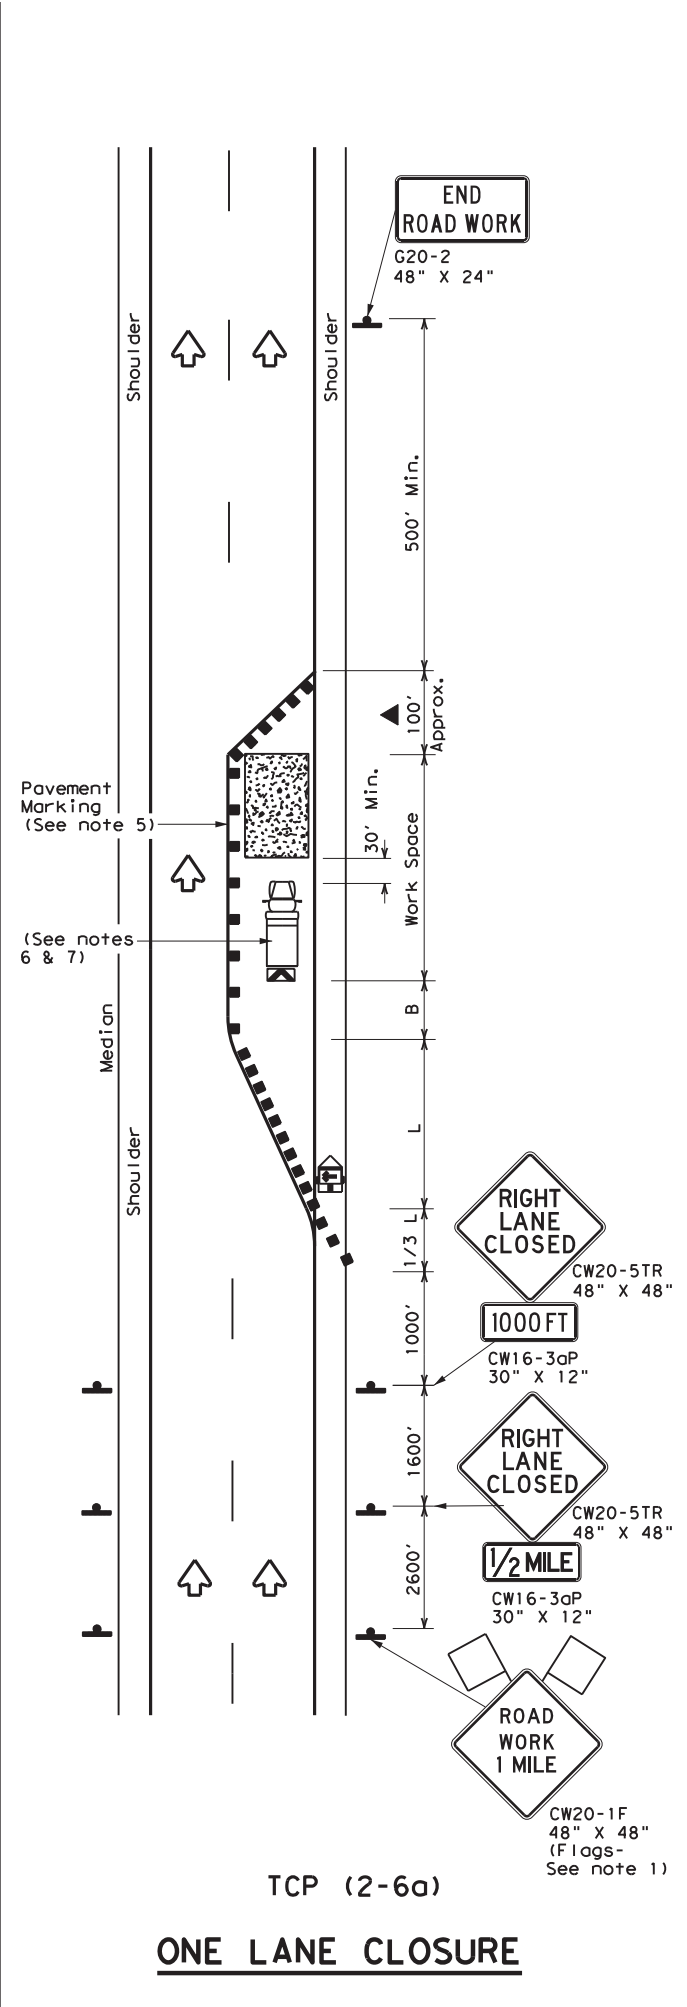 END
ROAD WORK
G20-2
48" X 24"
Shoulder
Shoulder
500' Min.
100'
Approx.
Pavement
Marking
(See note 5)
30' Min.
Work Space
(See notes
6 & 7)
B
Median
L
Shoulder
RIGHT
LANE
CLOSED
1/3 L
CW20-5TR
48" X 48"
1000 FT
1000'
CW16-3aP
30" X 12"
RIGHT
LANE
CLOSED
1600'
CW20-5TR
48" X 48"
1/2 MILE
2600'
CW16-3aP
30" X 12"
ROAD
WORK
1 MILE
CW20-1F
48" X 48"
(Flags-
See note 1)
TCP (2-6a)
ONE LANE CLOSURE